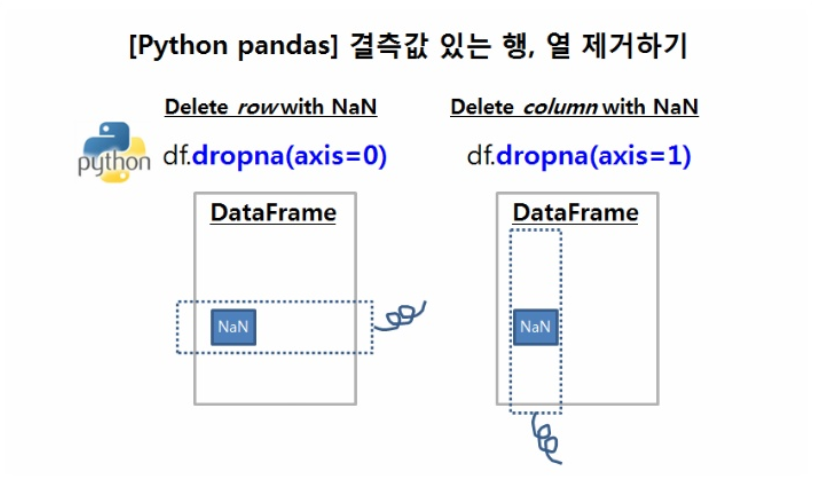 [Python pandas] 결측값 있는 행, 열 제거하기
Delete row with NaN
python df.dropna(axis=0)
DataFrame
NaN
Delete column with NaN
df.dropna(axis=1)
DataFrame
NaN